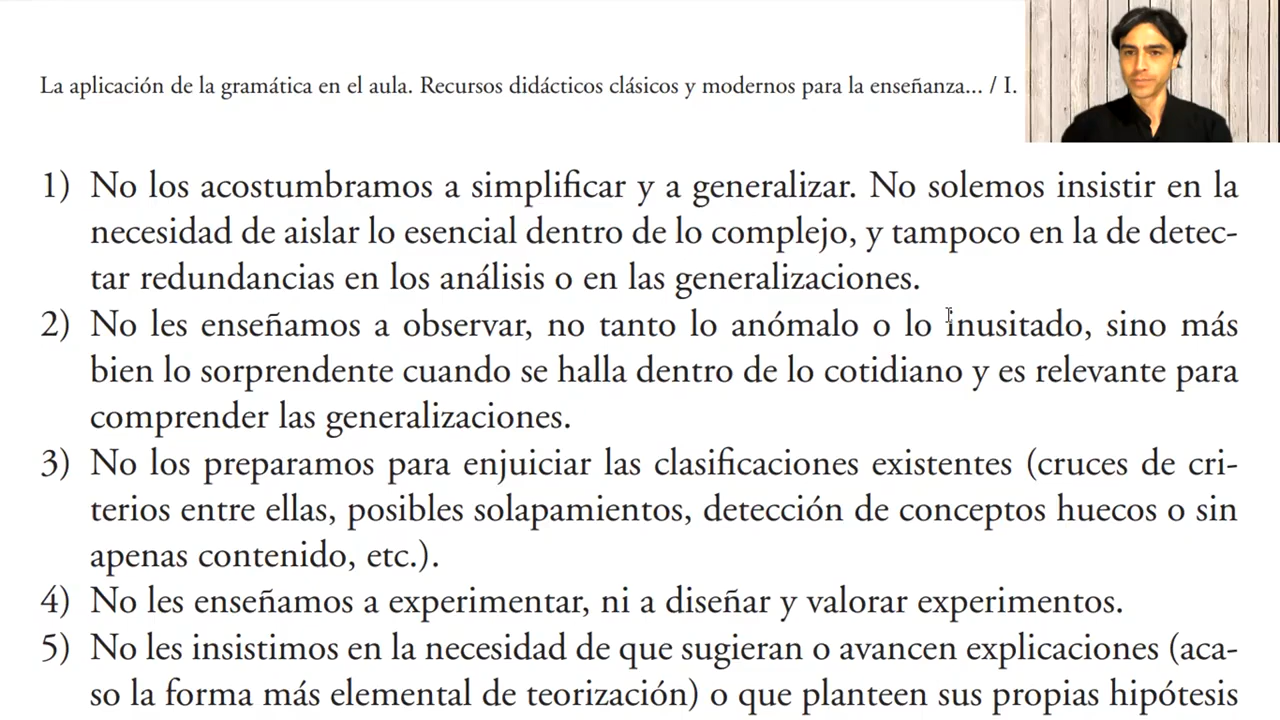 La aplicación de la gramática en el aula. Recursos didácticos clásicos y modernos para la enseñanza... / I.
1) No los acostumbramos a simplificar y a generalizar. No solemos insistir en la
necesidad de aislar lo esencial dentro de lo complejo, y tampoco en la de detec-
tar redundancias en los análisis o en las generalizaciones.
2) No les enseñamos a observar, no tanto lo anómalo o lo inusitado, sino más
bien lo sorprendente cuando se halla dentro de lo cotidiano y es relevante para
comprender las generalizaciones.
3) No los preparamos para enjuiciar las clasificaciones existentes (cruces de cri-
terios entre ellas, posibles solapamientos, detección de conceptos huecos o sin
apenas contenido, etc.).
4) No les enseñamos a experimentar, ni a diseñar y valorar experimentos.
5) No les insistimos en la necesidad de que sugieran o avancen explicaciones (aca-
so la forma más elemental de teorización) o que planteen sus propias hipótesis